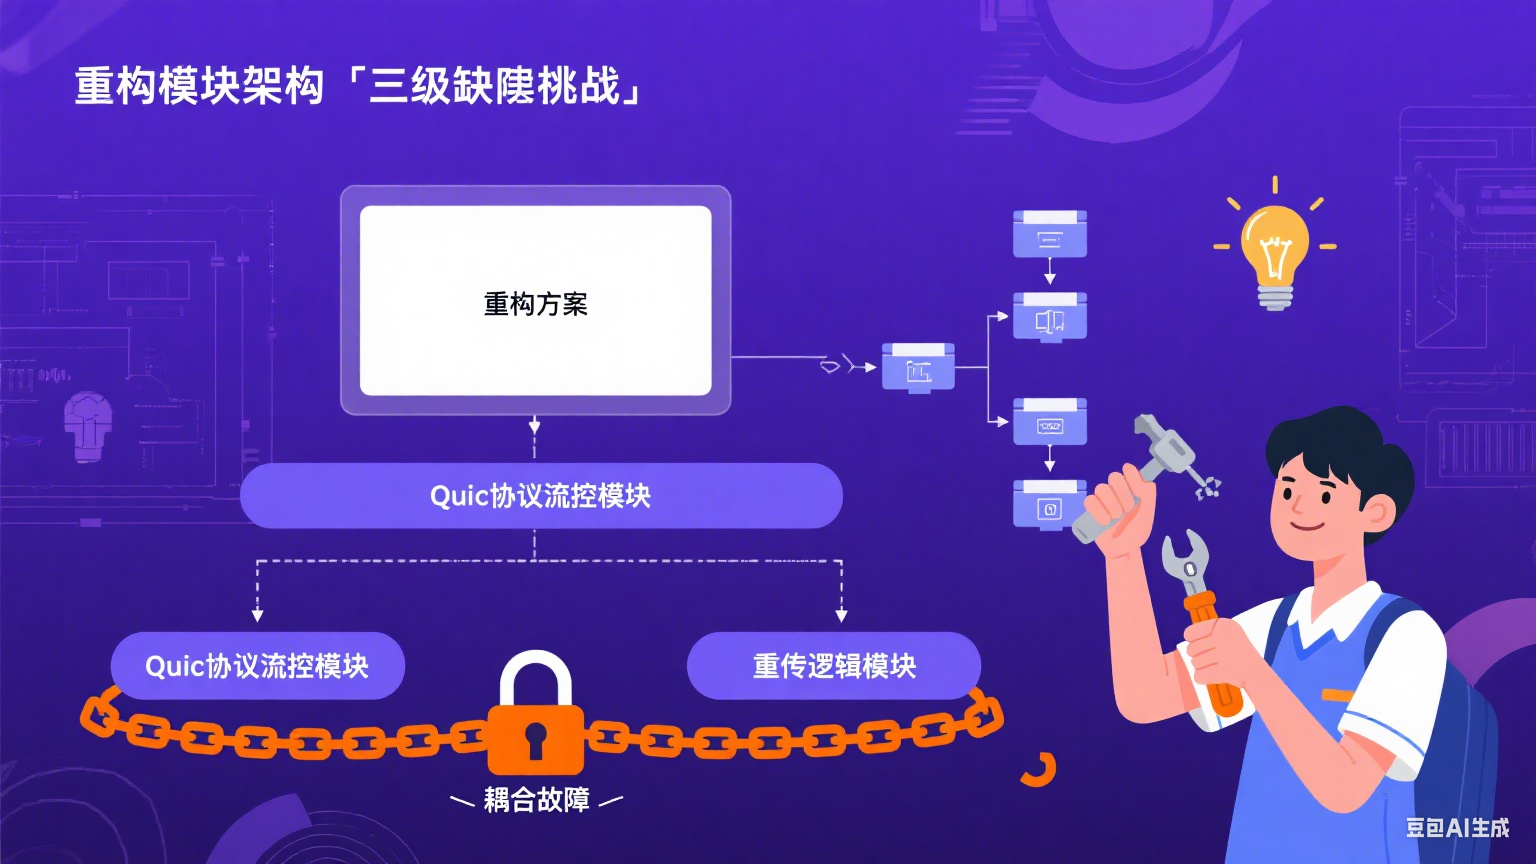 重构模块架构「三级缺陡挑战」
重构方案
Quic协议流控模块
Quic协议流控模块
重传逻辑模块
耦合故障
豆包AI生成